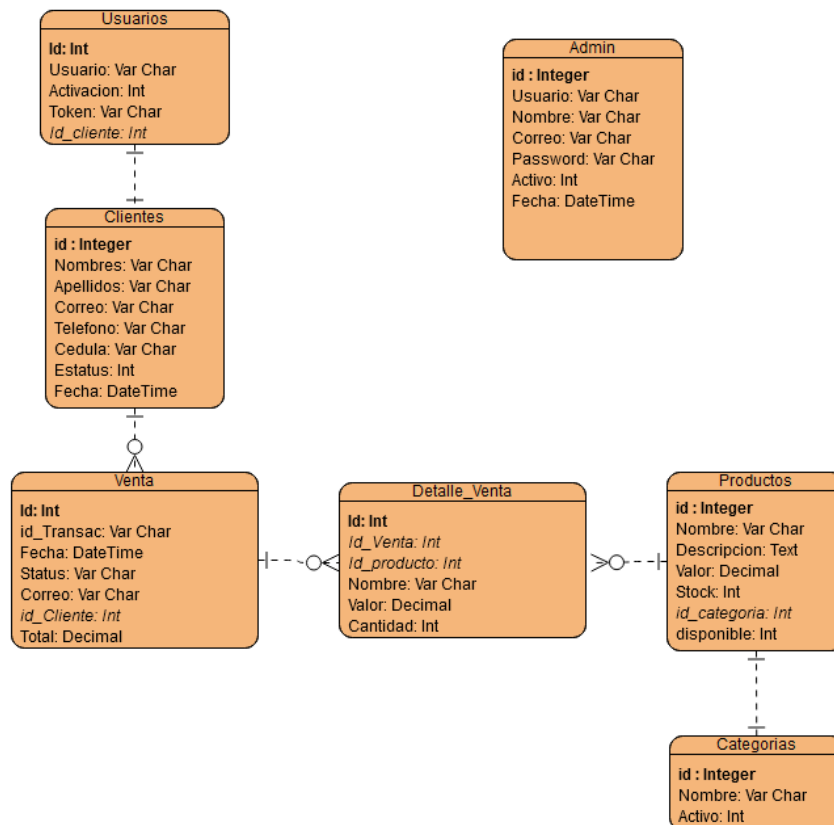 Usuarios
Id: Int
Usuario: Var Char
Activacion: Int
Token: Var Char
Id_cliente: Int
Admin
id : Integer
Usuario: Var Char
Nombre: Var Char
Correo: Var Char
Password: Var Char
Activo: Int
Fecha: DateTime
Clientes
id : Integer
Nombres: Var Char
Apellidos: Var Char
Correo: Var Char
Telefono: Var Char
Cedula: Var Char
Estatus: Int
Fecha: DateTime
Venta
Id: Int
id_Transac: Var Char
Fecha: DateTime
Status: Var Char
Correo: Var Char
id_Cliente: Int
Total: Decimal
Detalle_Venta
Id: Int
Id_Venta: Int
Id_producto: Int
Nombre: Var Char
Valor: Decimal
Cantidad: Int
Productos
id : Integer
Nombre: Var Char
Descripcion: Text
Valor: Decimal
Stock: Int
id_categoria: Int
disponible: Int
Categorias
id : Integer
Nombre: Var Char
Activo: Int